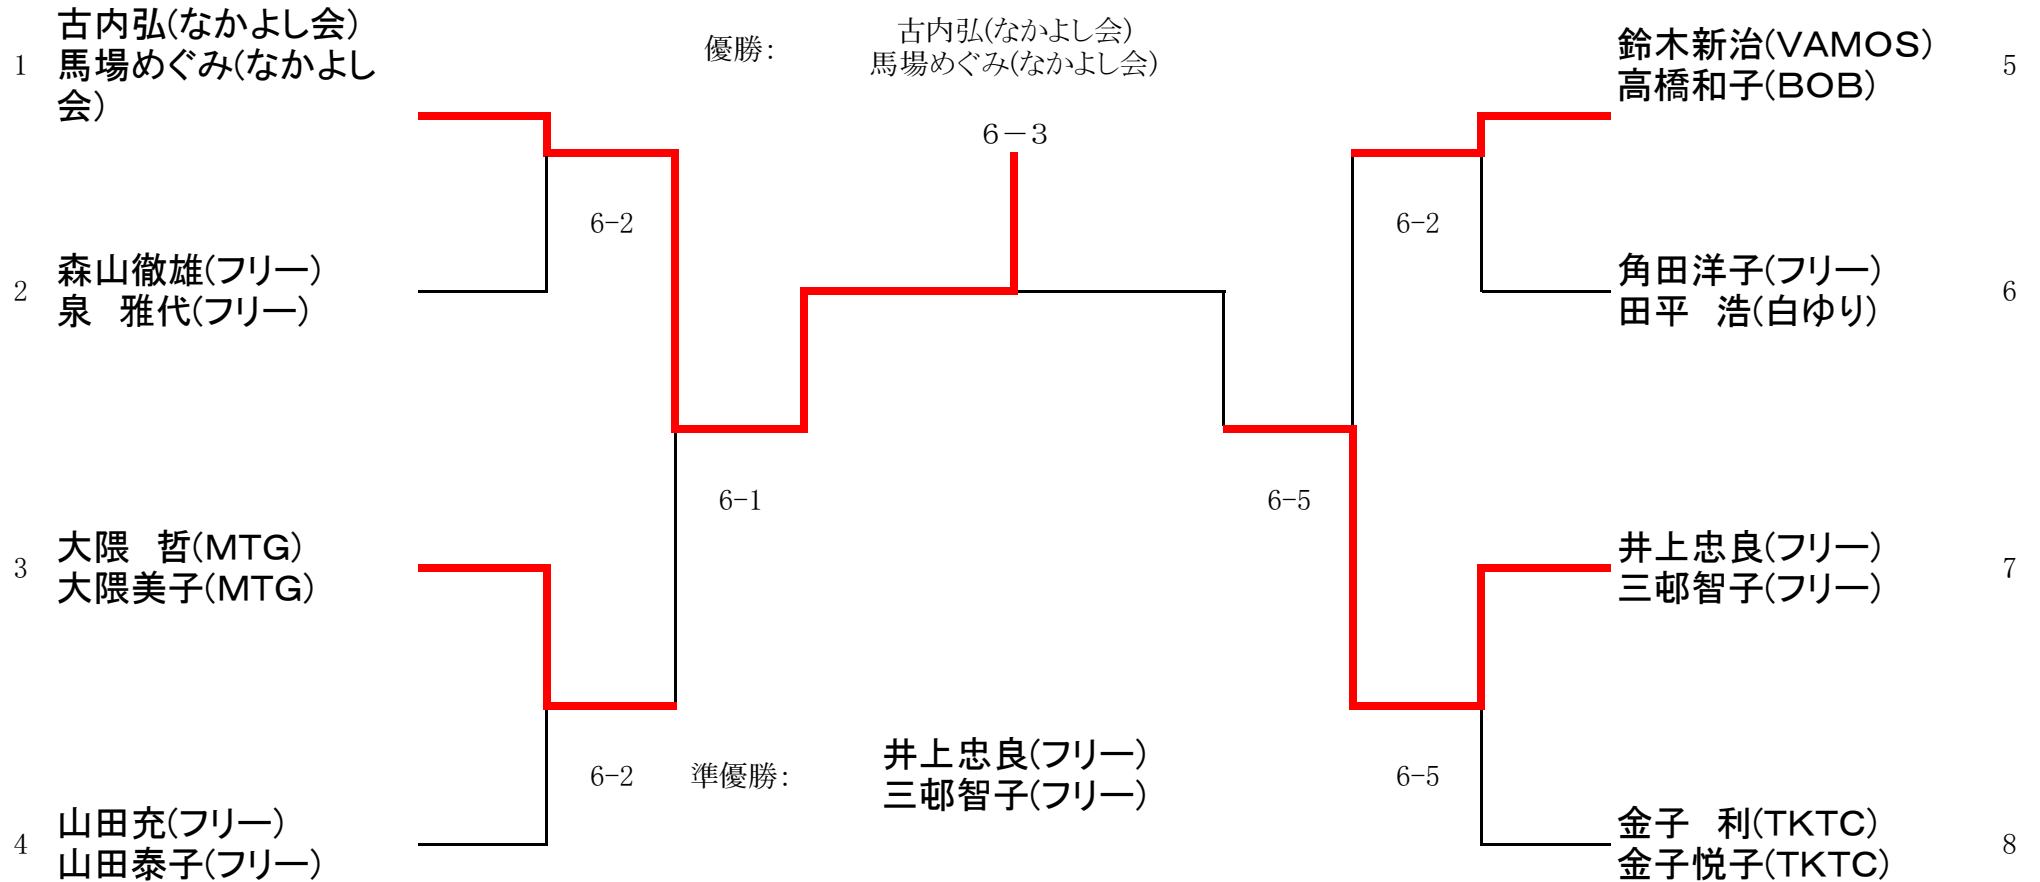 1
古内弘(なかよし会)
馬場めぐみ(なかよし
会)
優勝：
古内弘(なかよし会)
馬場めぐみ(なかよし会)
６－３
鈴木新治(VAMOS)
高橋和子(BOB)
5
6-2
6-2
2
森山徹雄(フリー)
泉　雅代(フリー)
角田洋子(フリー)
田平　浩(白ゆり)
6
6-1
6-5
3
大隈　哲(MTG)
大隈美子(MTG)
井上忠良(フリー)
三邨智子(フリー)
7
6-2
準優勝：
井上忠良(フリー)
三邨智子(フリー)
6-5
4
山田充(フリー)
山田泰子(フリー)
金子　利(TKTC)
金子悦子(TKTC)
8